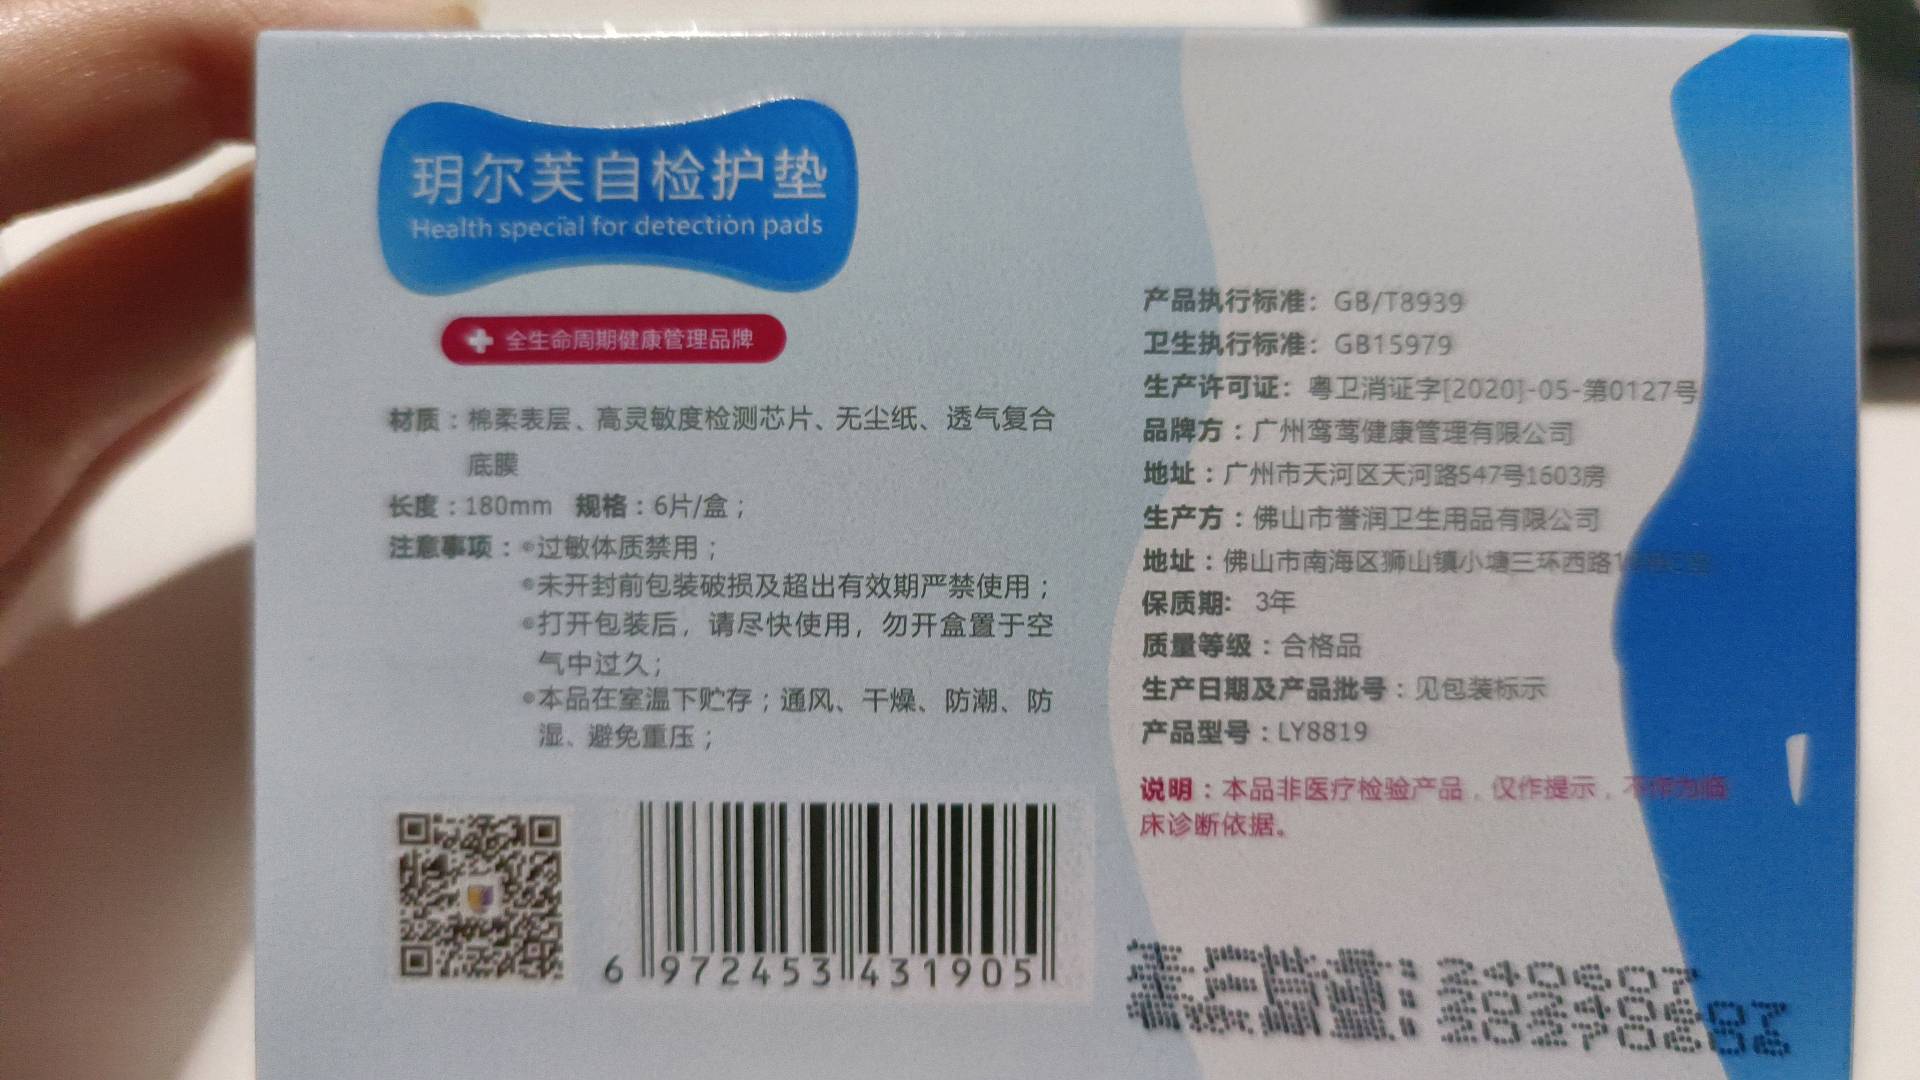 玥尔芙自检护垫
Health special for detection pads
全生命周期健康管理品牌
材质：棉柔表层、高灵敏度检测芯片、无尘纸、透气复合
底膜
长度：180mm 规格：6片/盒；
注意事项：●过敏体质禁用；
●未开封前包装破损及超出有效期严禁使用；
●打开包装后，请尽快使用，勿开盒置于空
气中过久；
●本品在室温下贮存；通风、干燥、防潮、防
湿、避免重压；
6 972453 431905
产品执行标准：GB/T8939
卫生执行标准：GB15979
生产许可证：粤卫消证字[2020]-05-第0127号
品牌方：广州鸾莺健康管理有限公司
地址：广州市天河区天河路547号1603房
生产方：佛山市誉润卫生用品有限公司
地址：佛山市南海区狮山镇小塘三环西路
保质期：3年
质量等级：合格品
生产日期及产品批号：见包装标示
产品型号：LY8819
说明：本品非医疗检验产品，仅作提示，不作为临
床诊断依据。
240607